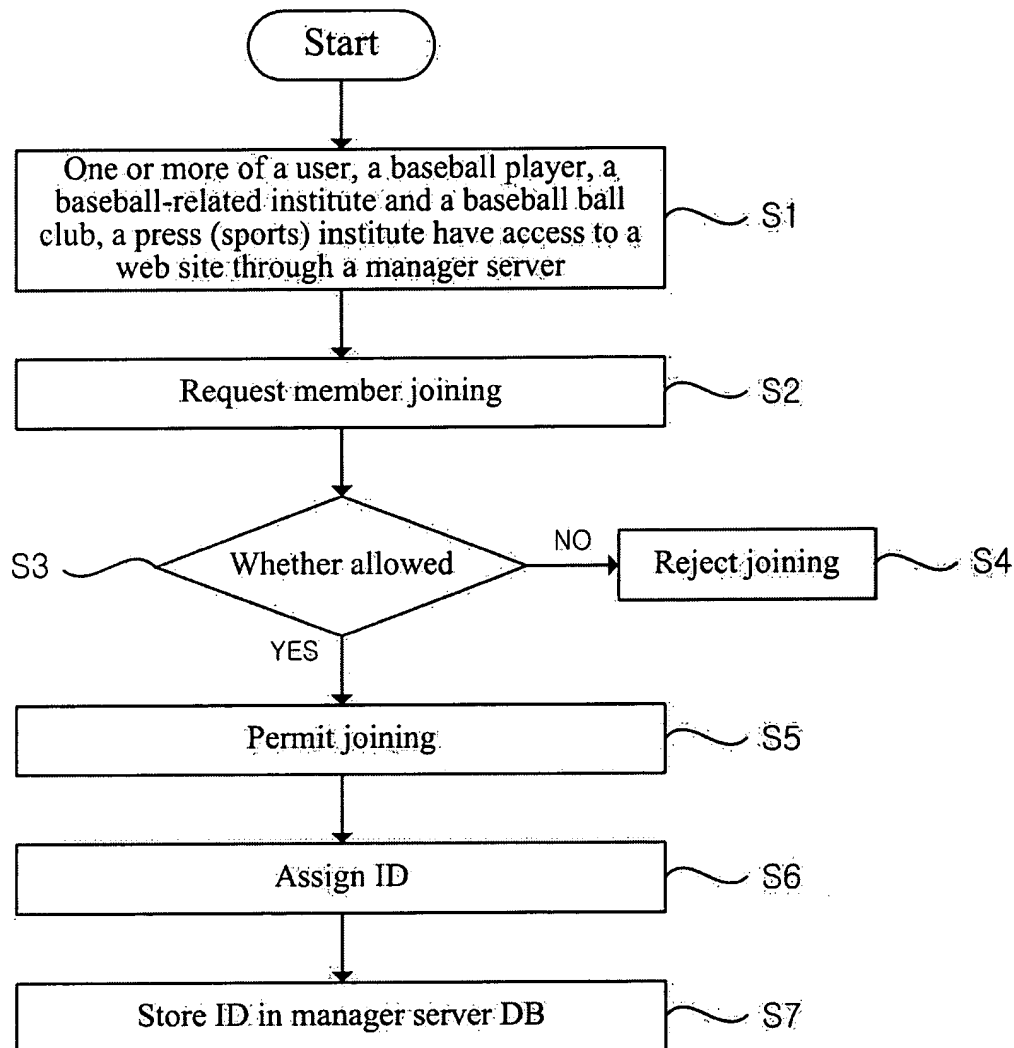 Start
One or more of a user, a baseball player, a
baseball-related institute and a baseball ball
club, a press (sports) institute have access to a
web site through a manager server
S1
Request member joining
S2
S3
Whether allowed
NO
Reject joining
S4
YES
Permit joining
S5
Assign ID
S6
Store ID in manager server DB
S7